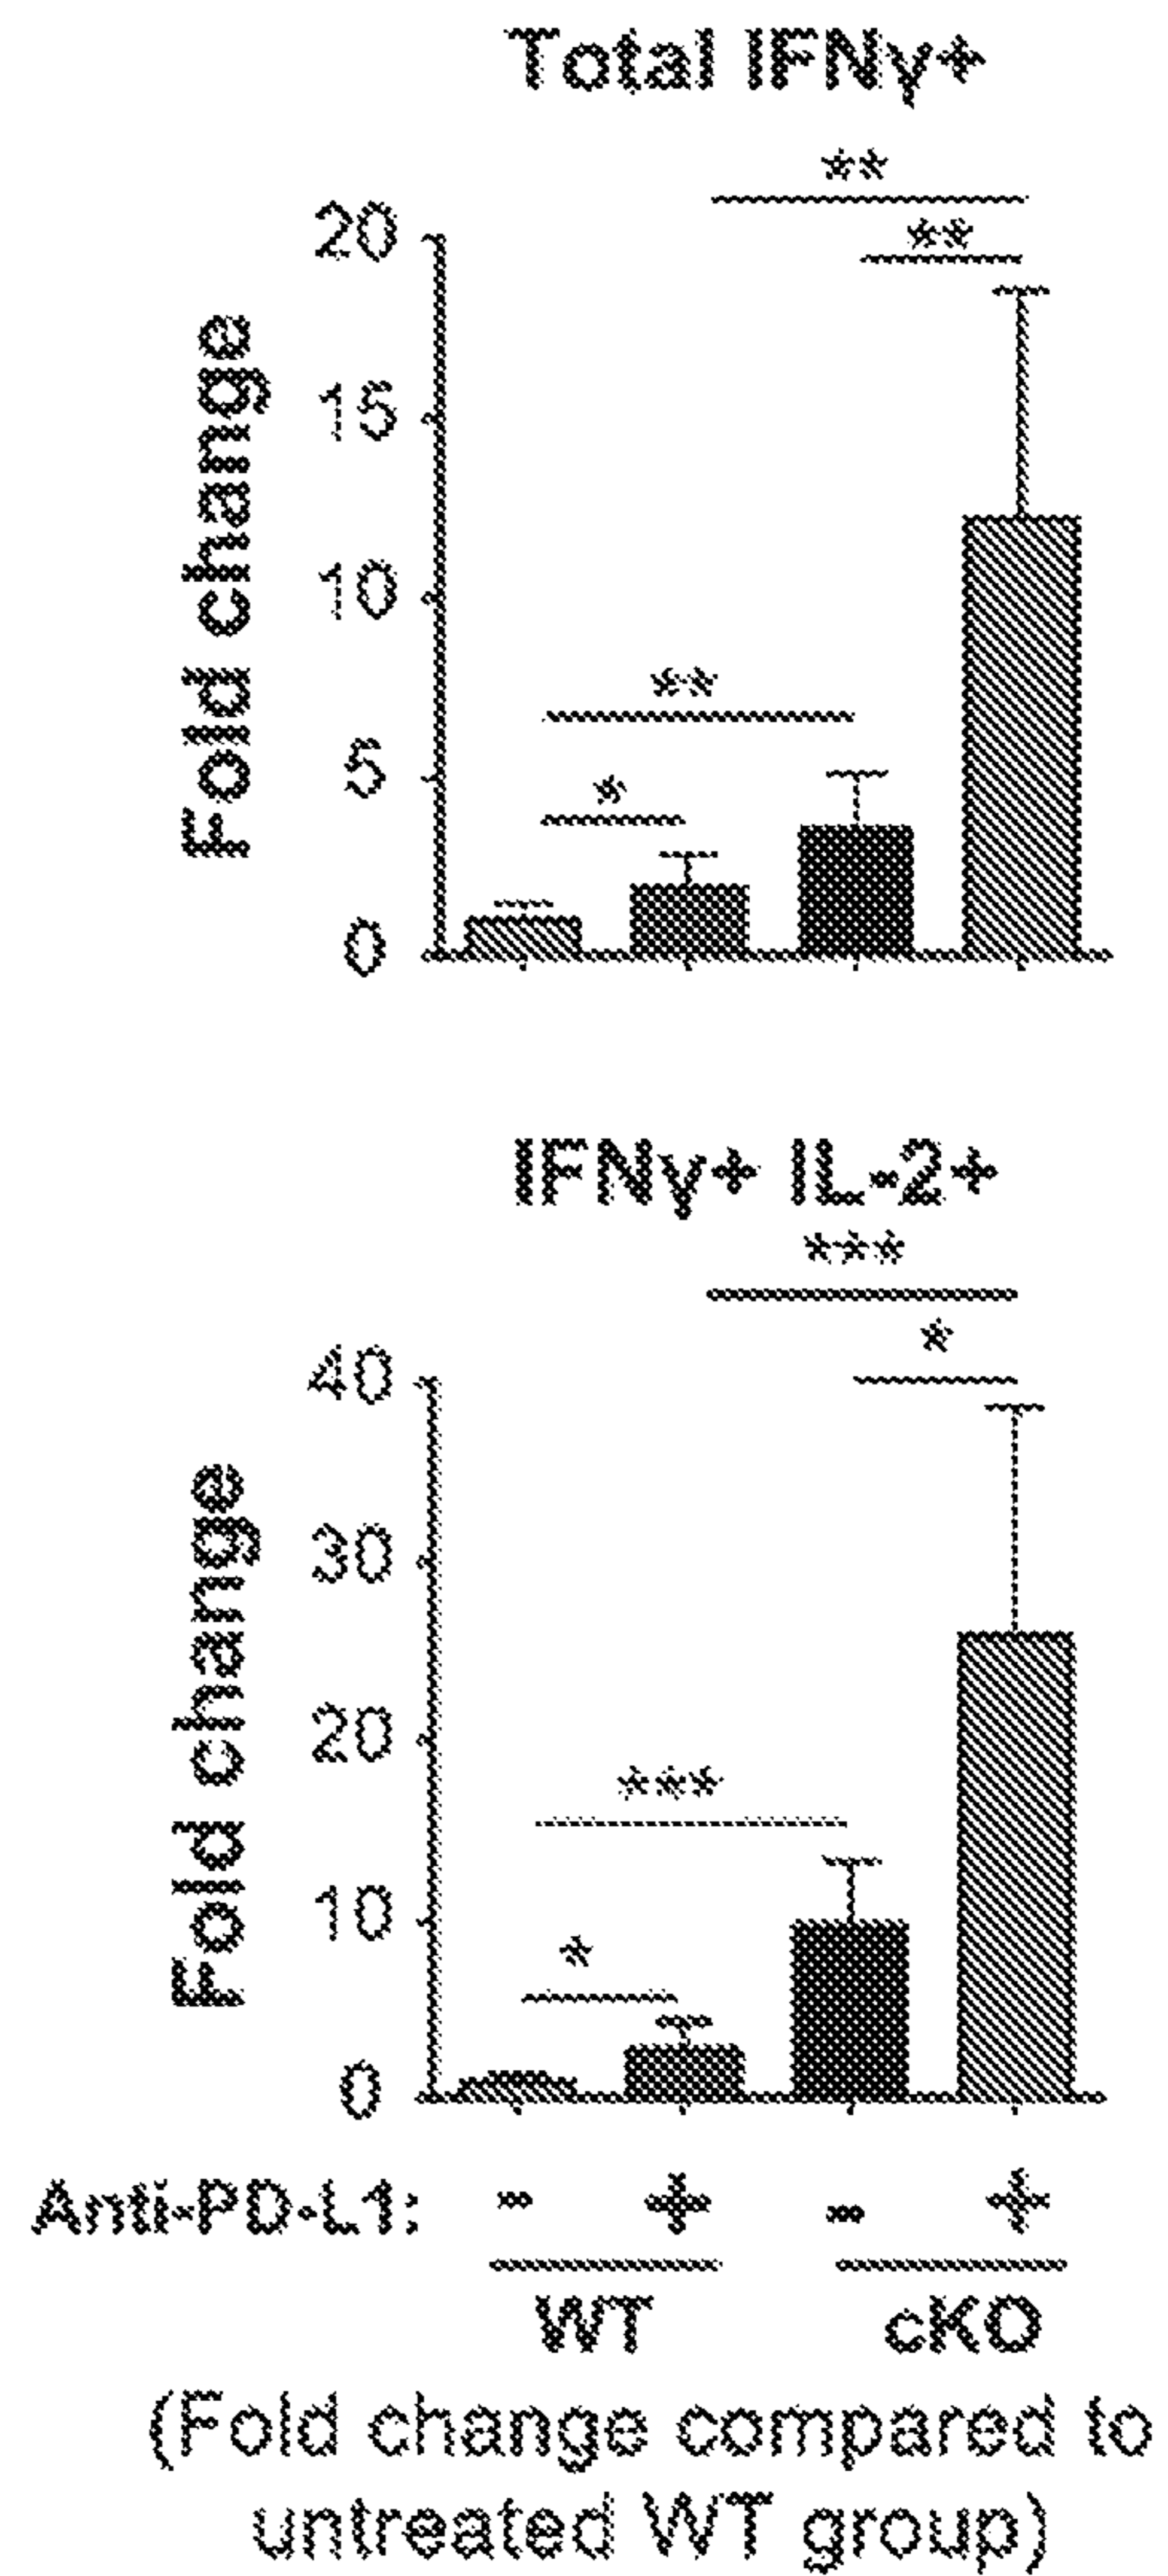 Total IFNγ+
**
**
20
15
10
5
0
**
*
Fold change
IFNγ+ IL-2+
***
*
40
30
20
10
0
***
*
Fold change
Anti-PD-L1: - + - +
WT cKO
(Fold change compared to
untreated WT group)